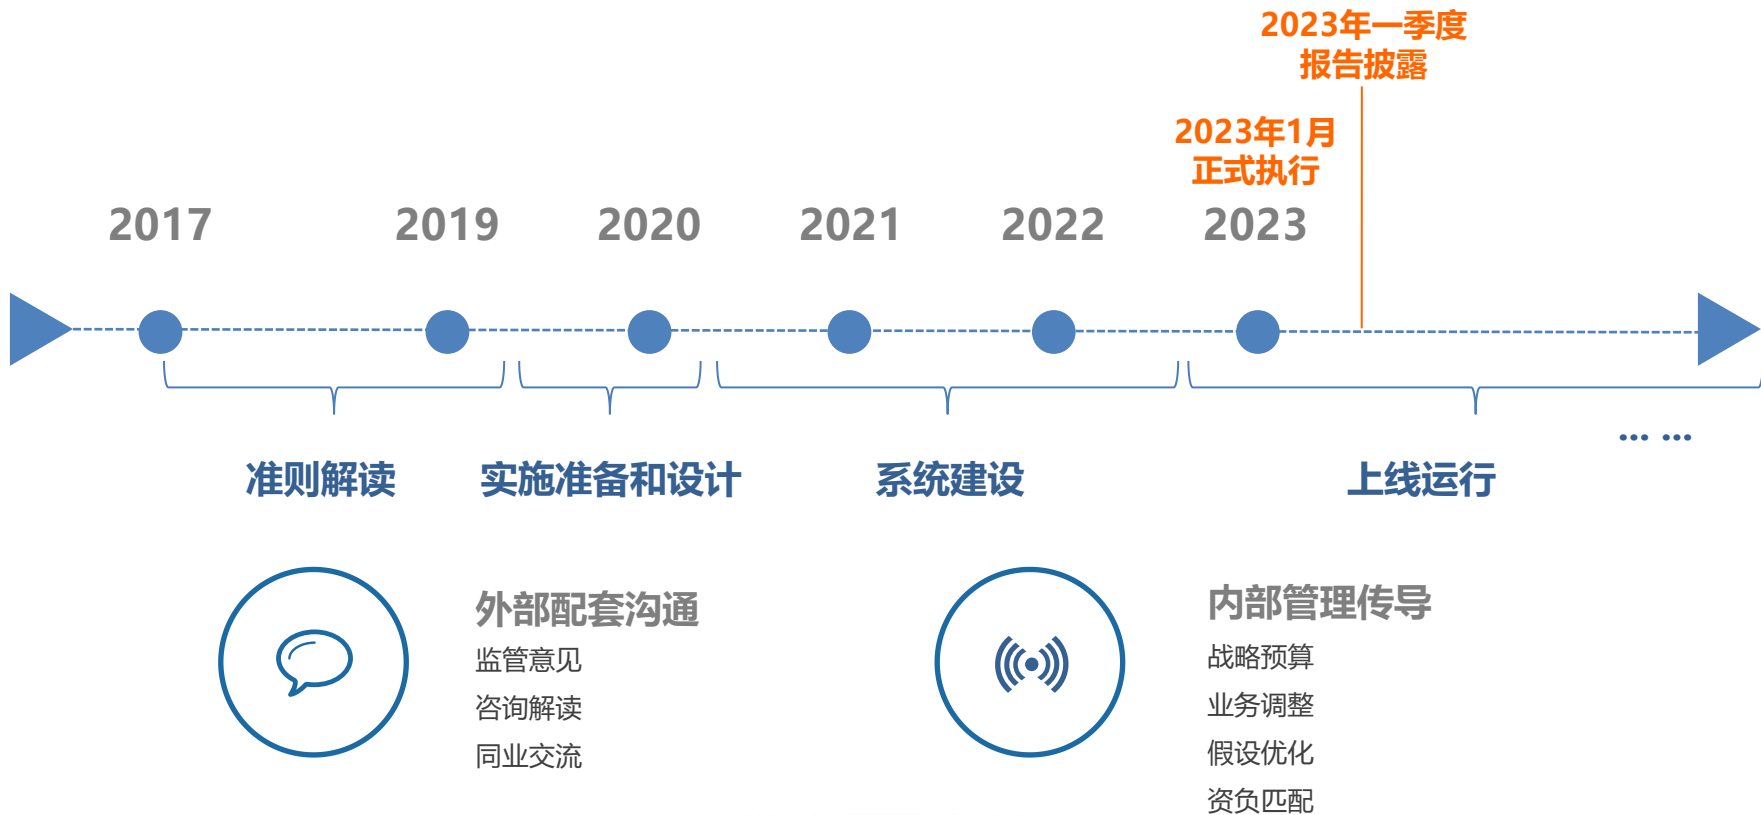 2023年一季度
报告披露
2023年1月
正式执行
2017
2019
2020
2021
2022
2023
... ...
准则解读
实施准备和设计
系统建设
上线运行
外部配套沟通
监管意见
咨询解读
同业交流
内部管理传导
战略预算
业务调整
假设优化
资负匹配